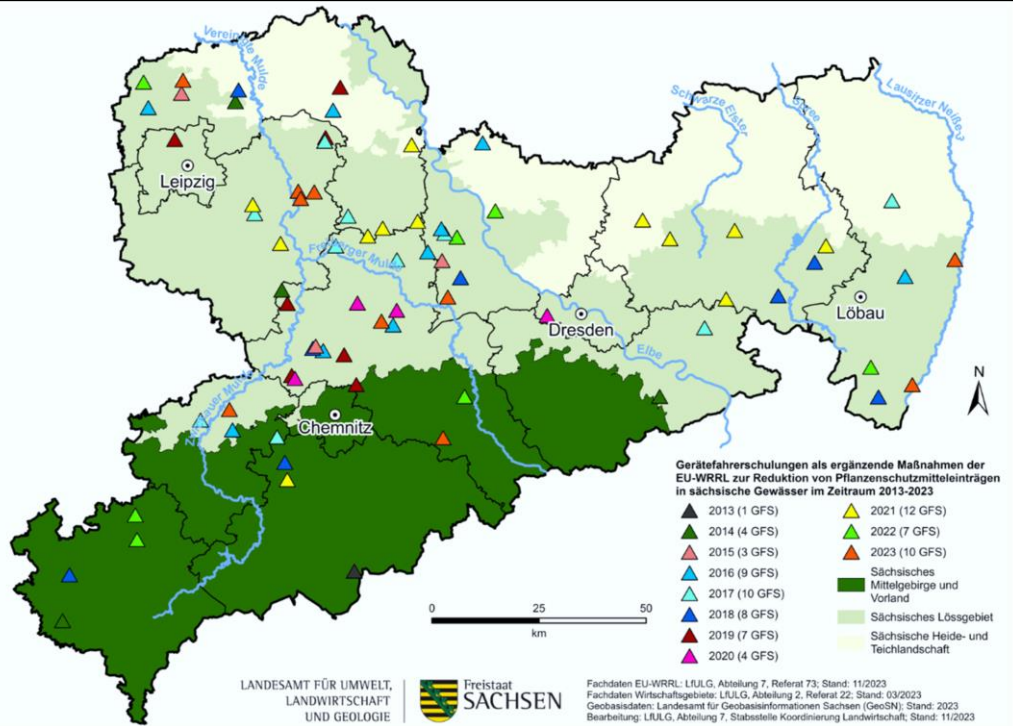 Vereinigte Mulde
Schwarze Elster
Spree
Lausitzer Neiße
Leipzig
Freiberger Mulde
Dresden
Löbau
Elbe
Zwickauer Mulde
Chemnitz
N
Gerätefahrerschulungen als ergänzende Maßnahmen der
EU-WRRL zur Reduktion von Pflanzenschutzmitteleinträgen
in sächsische Gewässer im Zeitraum 2013-2023
2013 (1 GFS)
2014 (4 GFS)
2015 (3 GFS)
2016 (9 GFS)
2017 (10 GFS)
2018 (8 GFS)
2019 (7 GFS)
2020 (4 GFS)
2021 (12 GFS)
2022 (7 GFS)
2023 (10 GFS)
Sächsisches
Mittelgebirge und
Vorland
Sächsisches Lössgebiet
Sächsische Heide- und
Teichlandschaft
0 25 50
km
LANDESAMT FÜR UMWELT,
LANDWIRTSCHAFT
UND GEOLOGIE
Freistaat
SACHSEN
Fachdaten EU-WRRL: LfULG, Abteilung 7, Referat 73; Stand: 11/2023
Fachdaten Wirtschaftsgebiete: LfULG, Abteilung 2, Referat 22; Stand: 03/2023
Geobasisdaten: Landesamt für Geobasisinformationen Sachsen (GeoSN); Stand: 2023
Bearbeitung: LfULG, Abteilung 7, Stabsstelle Koordinierung Landwirtschaft; Stand: 11/2023